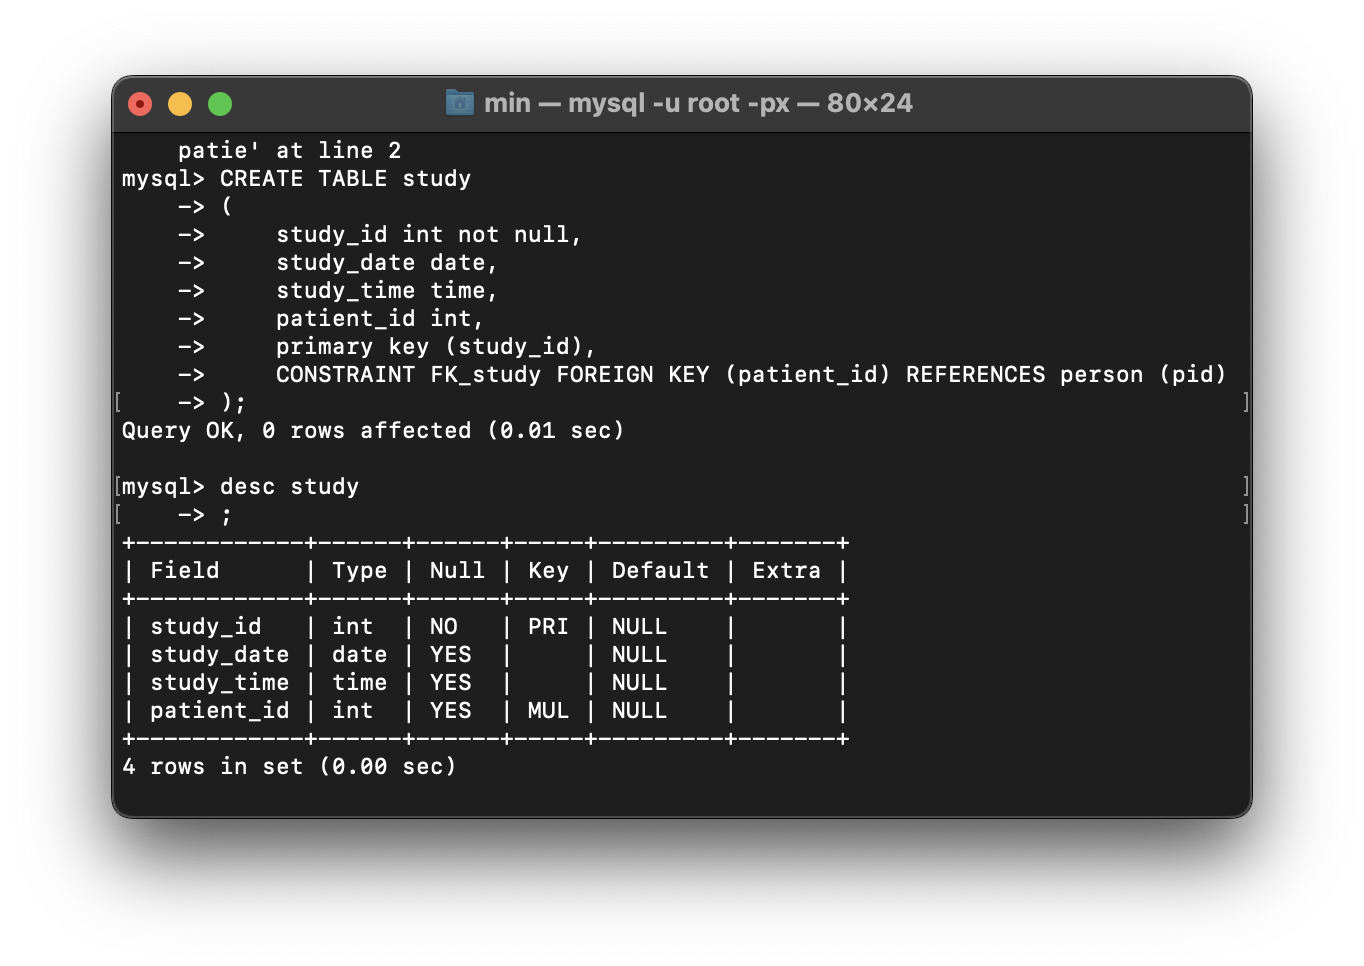 min — mysql -u root -px — 80×24
    patie' at line 2
mysql> CREATE TABLE study
    -> (
    ->     study_id int not null,
    ->     study_date date,
    ->     study_time time,
    ->     patient_id int,
    ->     primary key (study_id),
    ->     CONSTRAINT FK_study FOREIGN KEY (patient_id) REFERENCES person (pid)
[    -> ); ]
Query OK, 0 rows affected (0.01 sec)

[mysql> desc study ]
[    -> ; ]
+------------+------+------+-----+---------+-------+
| Field      | Type | Null | Key | Default | Extra |
+------------+------+------+-----+---------+-------+
| study_id   | int  | NO   | PRI | NULL    |       |
| study_date | date | YES  |     | NULL    |       |
| study_time | time | YES  |     | NULL    |       |
| patient_id | int  | YES  | MUL | NULL    |       |
+------------+------+------+-----+---------+-------+
4 rows in set (0.00 sec)